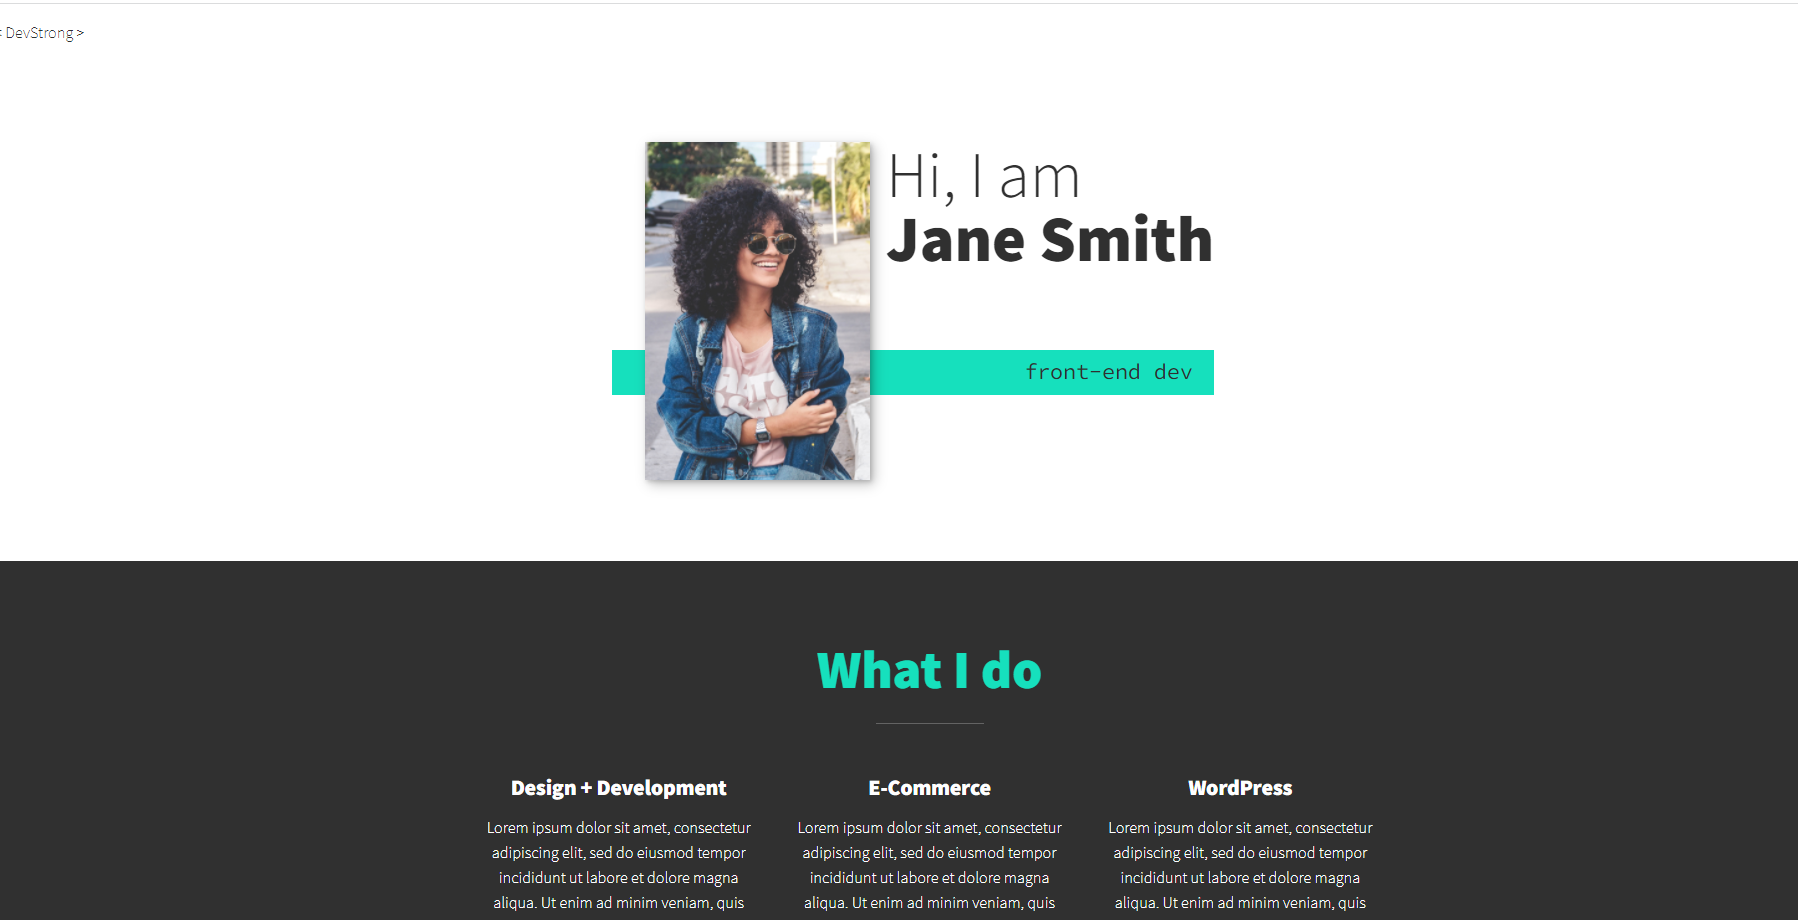 < DevStrong >
Hi, I am
Jane Smith
front-end dev
What I do
Design + Development
Lorem ipsum dolor sit amet, consectetur
adipiscing elit, sed do eiusmod tempor
incididunt ut labore et dolore magna
aliqua. Ut enim ad minim veniam, quis
E-Commerce
Lorem ipsum dolor sit amet, consectetur
adipiscing elit, sed do eiusmod tempor
incididunt ut labore et dolore magna
aliqua. Ut enim ad minim veniam, quis
WordPress
Lorem ipsum dolor sit amet, consectetur
adipiscing elit, sed do eiusmod tempor
incididunt ut labore et dolore magna
aliqua. Ut enim ad minim veniam, quis